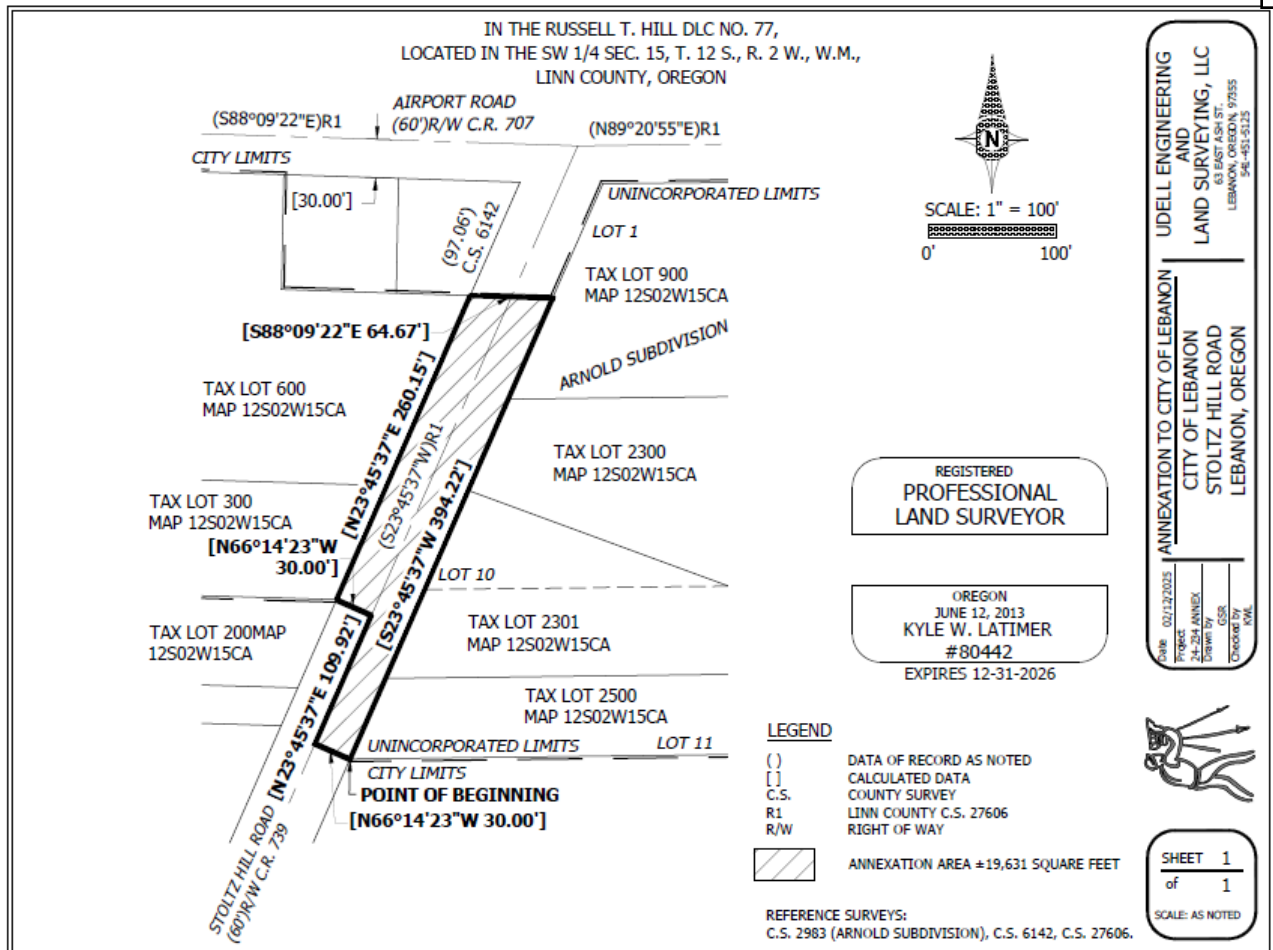 IN THE RUSSELL T. HILL DLC NO. 77,
LOCATED IN THE SW 1/4 SEC. 15, T. 12 S., R. 2 W., W.M.,
LINN COUNTY, OREGON
(S88°09'22"E)R1
AIRPORT ROAD
(60')R/W C.R. 707
(N89°20'55"E)R1
CITY LIMITS
[30.00']
(97.06')
C.S. 6142
UNINCORPORATED LIMITS
LOT 1
TAX LOT 900
MAP 12S02W15CA
[S88°09'22"E 64.67']
ARNOLD SUBDIVISION
TAX LOT 600
MAP 12S02W15CA
[N23°45'37"E 260.15']
(S23°45'37"W)R1
[S23°45'37"W 394.22']
TAX LOT 2300
MAP 12S02W15CA
TAX LOT 300
MAP 12S02W15CA
[N66°14'23"W
30.00']
LOT 10
TAX LOT 200MAP
12S02W15CA
TAX LOT 2301
MAP 12S02W15CA
[N23°45'37"E 109.92']
TAX LOT 2500
MAP 12S02W15CA
UNINCORPORATED LIMITS
LOT 11
CITY LIMITS
POINT OF BEGINNING
[N66°14'23"W 30.00']
STOLTZ HILL ROAD
(60')R/W C.R. 739
N
SCALE: 1" = 100'
0' 100'
REGISTERED
PROFESSIONAL
LAND SURVEYOR
OREGON
JUNE 12, 2013
KYLE W. LATIMER
#80442
EXPIRES 12-31-2026
LEGEND
( ) DATA OF RECORD AS NOTED
[ ] CALCULATED DATA
C.S. COUNTY SURVEY
R1 LINN COUNTY C.S. 27606
R/W RIGHT OF WAY
ANNEXATION AREA ±19,631 SQUARE FEET
REFERENCE SURVEYS:
C.S. 2983 (ARNOLD SUBDIVISION), C.S. 6142, C.S. 27606.
UDELL ENGINEERING
AND
LAND SURVEYING, LLC
63 EAST ASH ST.
LEBANON, OREGON, 97355
541-451-5125
ANNEXATION TO CITY OF LEBANON
CITY OF LEBANON
STOLTZ HILL ROAD
LEBANON, OREGON
Date 02/12/2025
Project
24-234 ANNEX
Drawn by
GSR
Checked by
KWL
SHEET 1
of 1
SCALE: AS NOTED